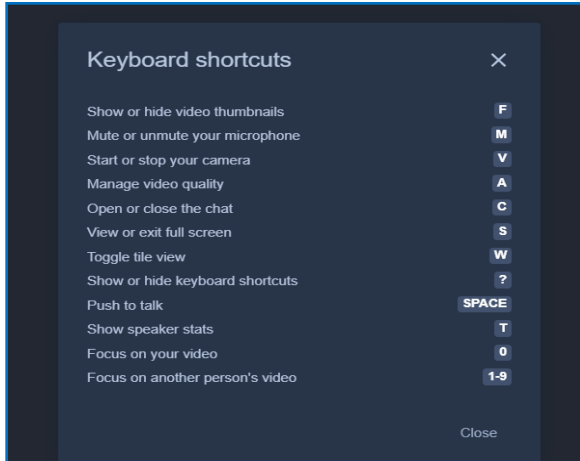 Keyboard shortcuts
Show or hide video thumbnails F
Mute or unmute your microphone M
Start or stop your camera V
Manage video quality A
Open or close the chat C
View or exit full screen S
Toggle tile view W
Show or hide keyboard shortcuts ?
Push to talk SPACE
Show speaker stats T
Focus on your video 0
Focus on another person's video 1-9
Close